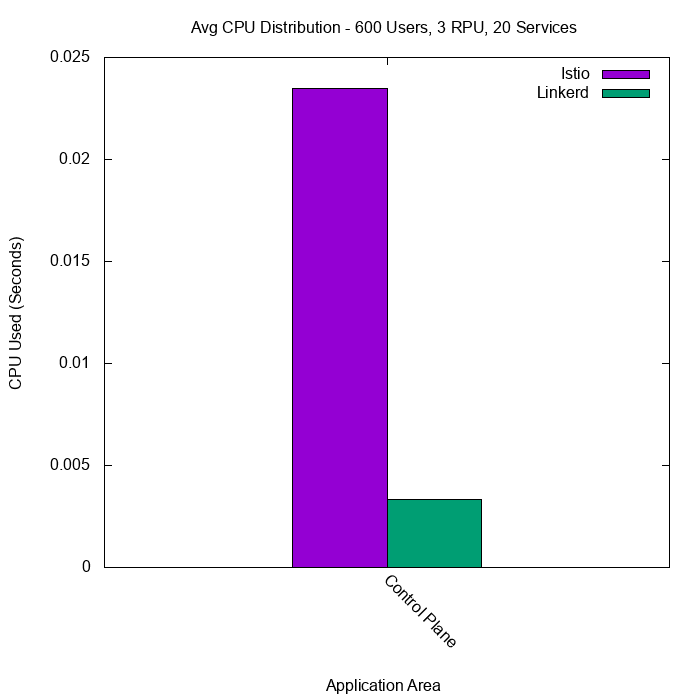 Avg CPU Distribution - 600 Users, 3 RPU, 20 Services
0.025
0.02
0.015
0.01
0.005
0
CPU Used (Seconds)
Istio
Linkerd
Control Plane
Application Area